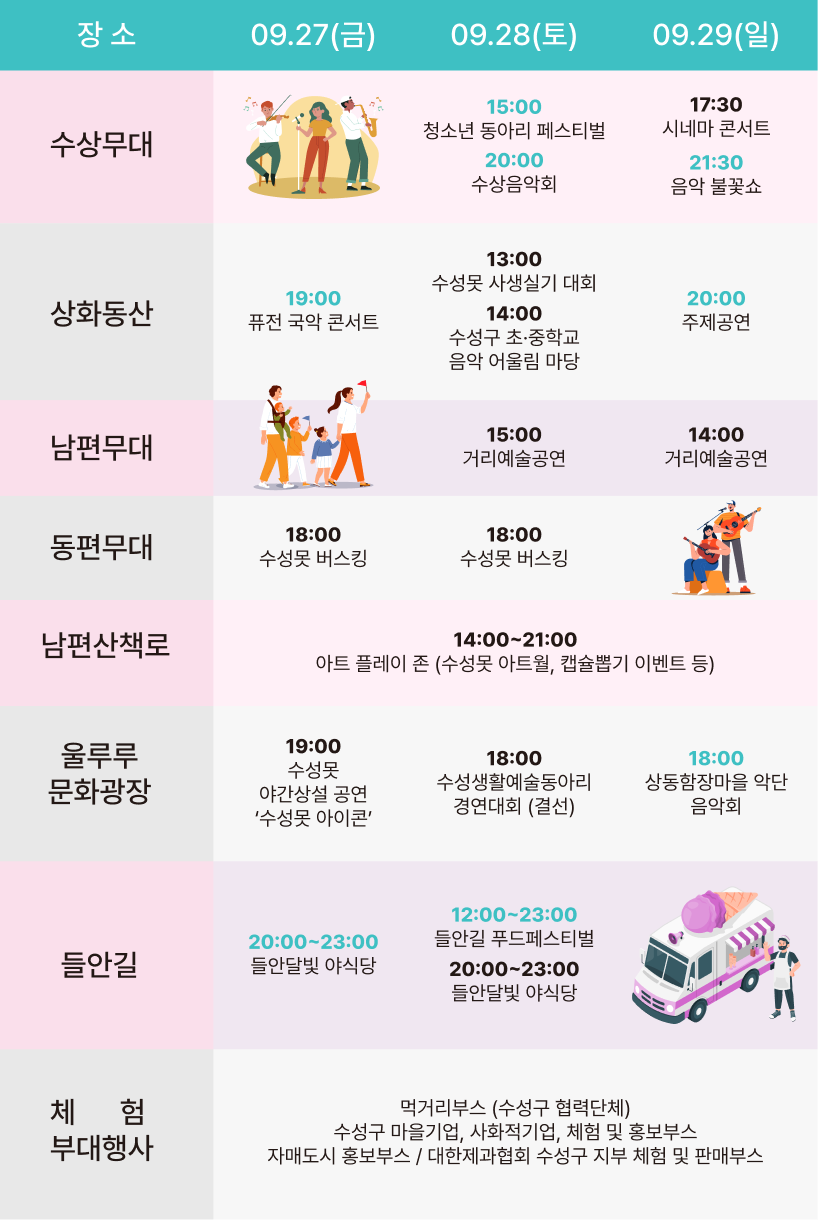 장 소 09.27(금) 09.28(토) 09.29(일)
수상무대
15:00
청소년 동아리 페스티벌
20:00
수상음악회
17:30
시네마 콘서트
21:30
음악 불꽃쇼
상화동산
19:00
퓨전 국악 콘서트
13:00
수성못 사생실기 대회
14:00
수성구 초·중학교
음악 어울림 마당
20:00
주제공연
남편무대
15:00
거리예술공연
14:00
거리예술공연
동편무대
18:00
수성못 버스킹
18:00
수성못 버스킹
남편산책로
14:00~21:00
아트 플레이 존 (수성못 아트월, 캡슐뽑기 이벤트 등)
울루루
문화광장
19:00
수성못
야간상설 공연
‘수성못 아이콘’
18:00
수성생활예술동아리
경연대회 (결선)
18:00
상동함장마을 악단
음악회
들안길
20:00~23:00
들안달빛 야식당
12:00~23:00
들안길 푸드페스티벌
20:00~23:00
들안달빛 야식당
체 험
부대행사
먹거리부스 (수성구 협력단체)
수성구 마을기업, 사화적기업, 체험 및 홍보부스
자매도시 홍보부스 / 대한제과협회 수성구 지부 체험 및 판매부스